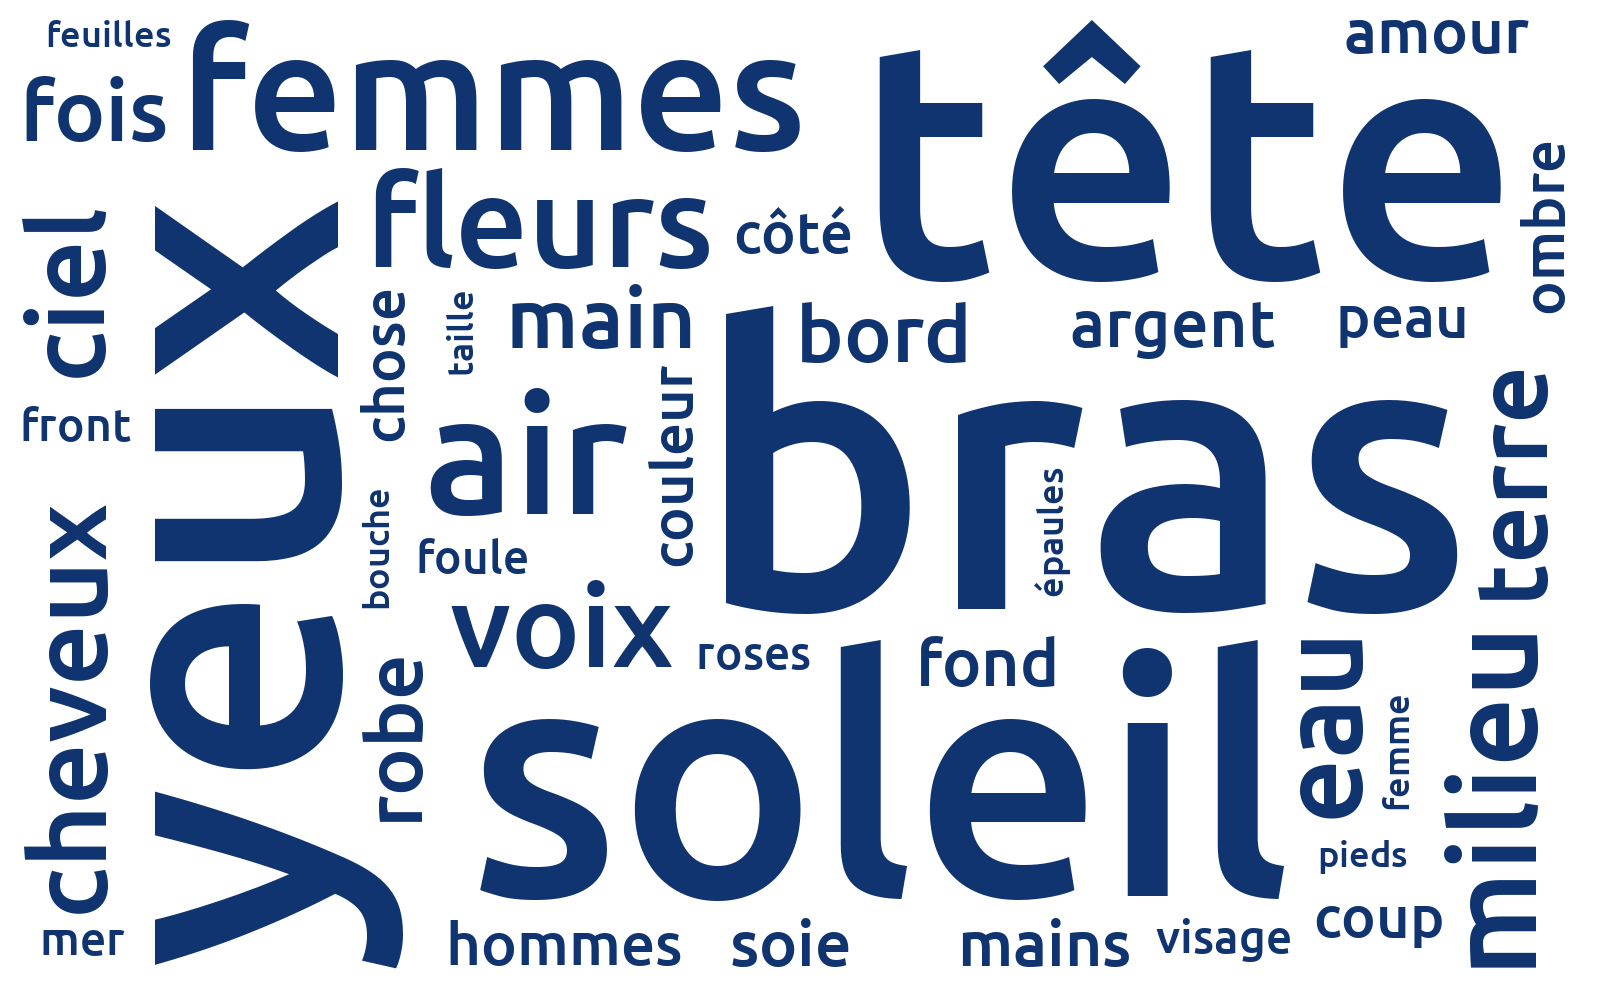 feuilles
fois
femmes
tête
amour
ombre
ciel
yeux
fleurs
côté
chose
taille
main
bord
argent
peau
front
air
couleur
bras
épaules
terre
cheveux
bouche
foule
voix
roses
fond
robe
soleil
eau
femme
milieu
pieds
coup
mer
hommes
soie
mains
visage